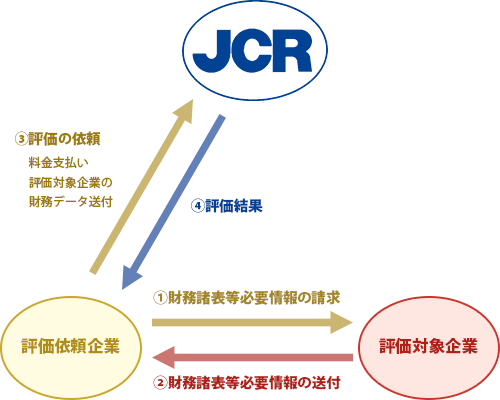 JCR
③評価の依頼
料金支払い
評価対象企業の
財務データ送付
④評価結果
①財務諸表等必要情報の請求
評価依頼企業
評価対象企業
②財務諸表等必要情報の送付